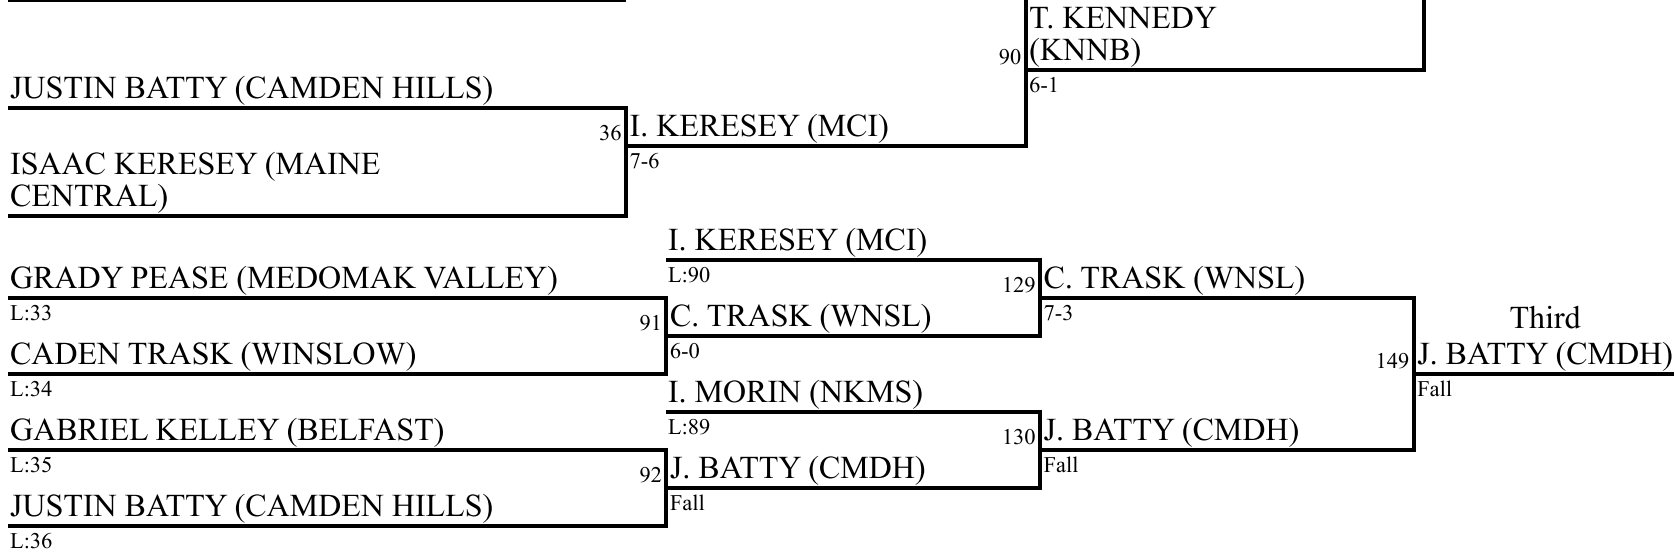 T. KENNEDY
(KNNB)
90
6-1
JUSTIN BATTY (CAMDEN HILLS)
36
I. KERESEY (MCI)
7-6
ISAAC KERESEY (MAINE
CENTRAL)
I. KERESEY (MCI)
L:90
GRADY PEASE (MEDOMAK VALLEY)
L:33
129
C. TRASK (WNSL)
7-3
91
C. TRASK (WNSL)
6-0
CADEN TRASK (WINSLOW)
L:34
Third
149
J. BATTY (CMDH)
Fall
I. MORIN (NKMS)
L:89
GABRIEL KELLEY (BELFAST)
L:35
130
J. BATTY (CMDH)
Fall
92
J. BATTY (CMDH)
Fall
JUSTIN BATTY (CAMDEN HILLS)
L:36